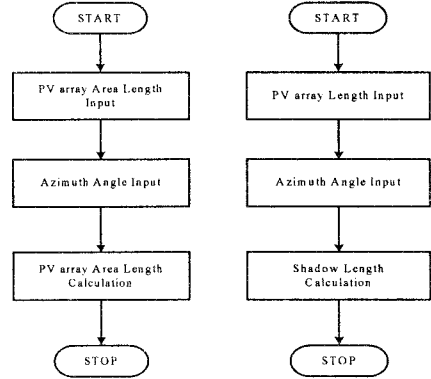 START
PV array Area Length
Input
Azimuth Angle Input
PV array Area Length
Calculation
STOP
START
PV array Length Input
Azimuth Angle Input
Shadow Length
Calculation
STOP